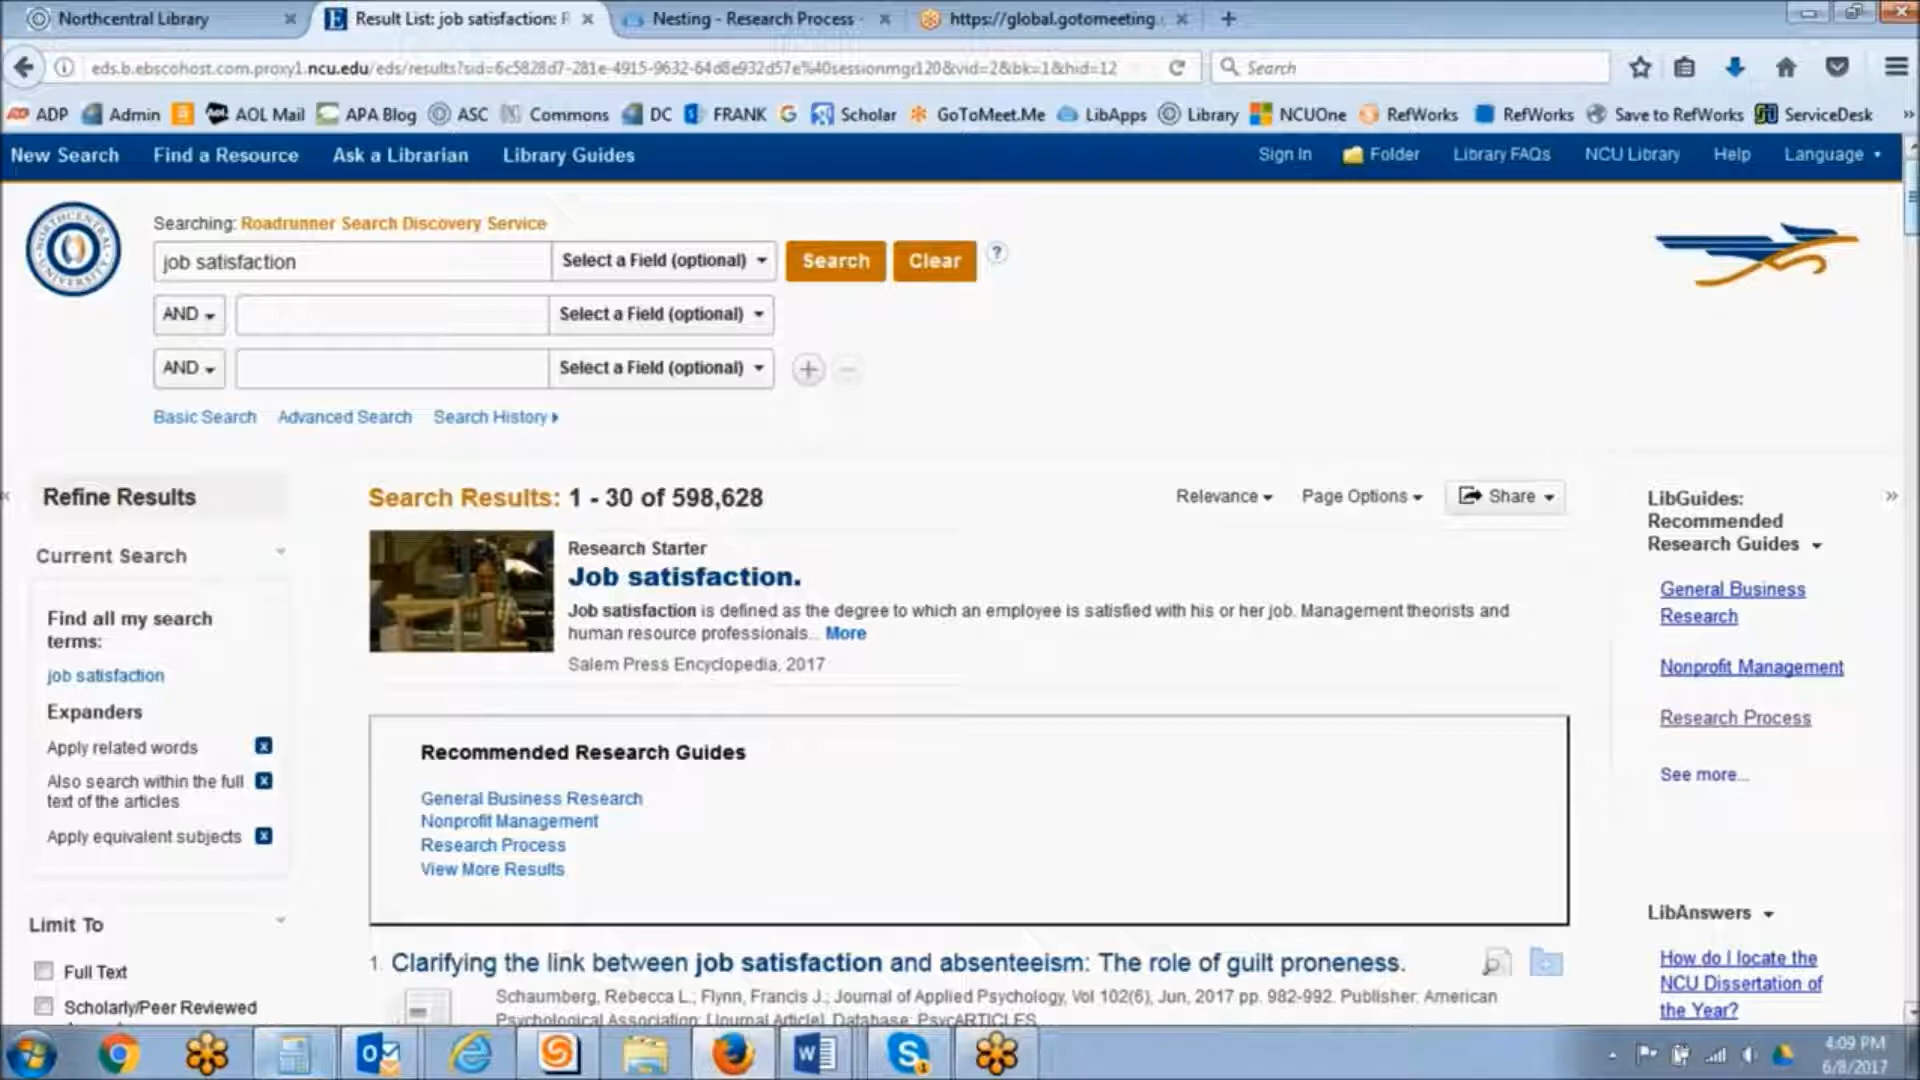 Northcentral Library
Result List: job satisfaction: R
Nesting - Research Process
https://global.gotomeeting.
eds.b.ebscohost.com.proxy1.ncu.edu/eds/results?sid=6c5828d7-281e-4915-9632-64d8e932d57e%40sessionmgr120&vid=2&bk=1&hid=12
Search
ADP Admin AOL Mail APA Blog ASC Commons DC FRANK Scholar GoToMeet.Me LibApps Library NCUOne RefWorks RefWorks Save to RefWorks ServiceDesk
New Search Find a Resource Ask a Librarian Library Guides Sign In Folder Library FAQs NCU Library Help Language
NORTHCENTRAL UNIVERSITY
Searching: Roadrunner Search Discovery Service
job satisfaction Select a Field (optional) Search Clear ?
AND Select a Field (optional)
AND Select a Field (optional)
Basic Search Advanced Search Search History
Refine Results
Current Search
Find all my search
terms:
job satisfaction
Expanders
Apply related words
Also search within the full
text of the articles
Apply equivalent subjects
Limit To
Full Text
Scholarly/Peer Reviewed
Search Results: 1 - 30 of 598,628
Relevance Page Options Share
Research Starter
Job satisfaction.
Job satisfaction is defined as the degree to which an employee is satisfied with his or her job. Management theorists and
human resource professionals... More
Salem Press Encyclopedia, 2017
Recommended Research Guides
General Business Research
Nonprofit Management
Research Process
View More Results
1. Clarifying the link between job satisfaction and absenteeism: The role of guilt proneness.
Schaumberg, Rebecca L.; Flynn, Francis J.; Journal of Applied Psychology, Vol 102(6), Jun, 2017 pp. 982-992. Publisher: American
Psychological Association; [Journal Article], Database: PsycARTICLES
LibGuides:
Recommended
Research Guides
General Business
Research
Nonprofit Management
Research Process
See more...
LibAnswers
How do I locate the
NCU Dissertation of
the Year?
4:09 PM
6/8/2017